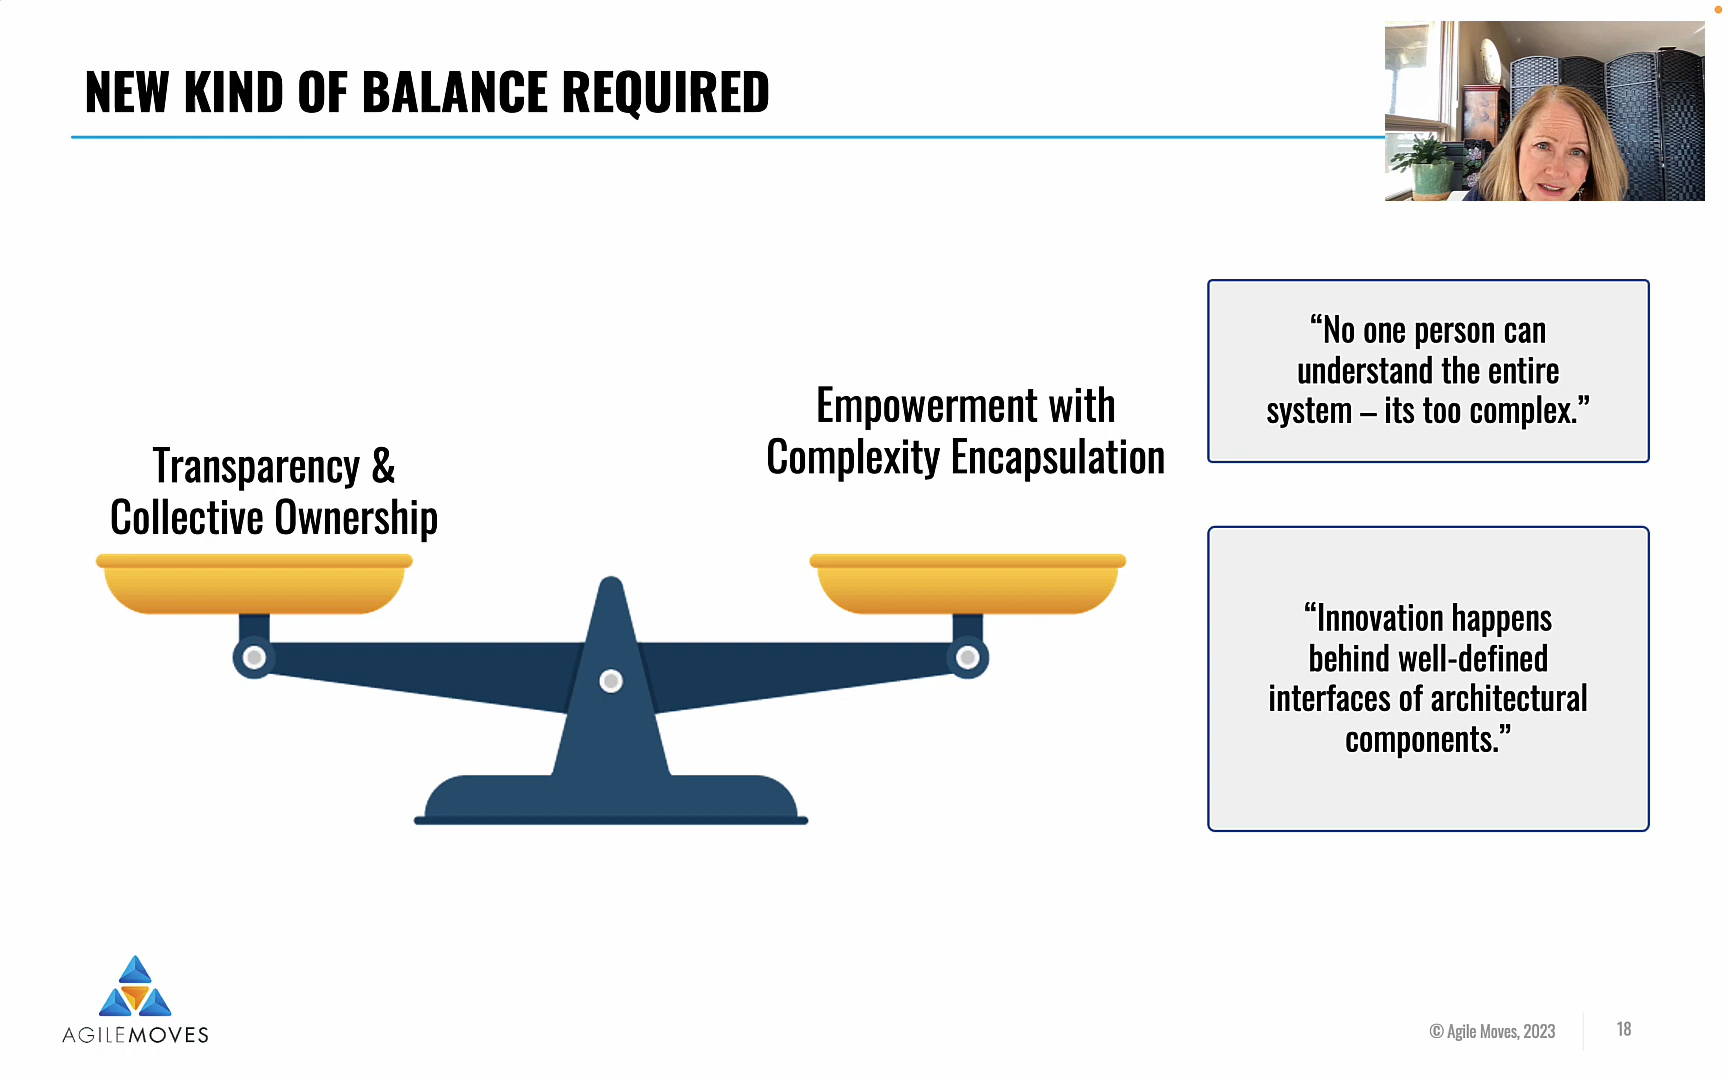 NEW KIND OF BALANCE REQUIRED
Transparency &
Collective Ownership
Empowerment with
Complexity Encapsulation
“No one person can
understand the entire
system – its too complex.”
“Innovation happens
behind well-defined
interfaces of architectural
components.”
AGILEMOVES
© Agile Moves, 2023
18